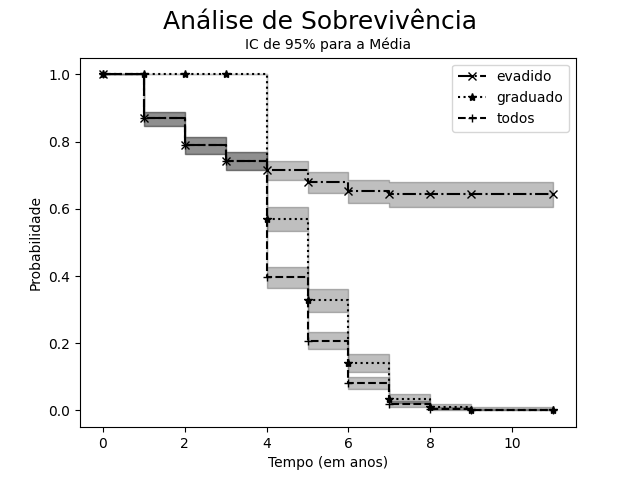 Análise de Sobrevivência
IC de 95% para a Média
evadido
graduado
todos
Probabilidade
1.0
0.8
0.6
0.4
0.2
0.0
0 2 4 6 8 10
Tempo (em anos)